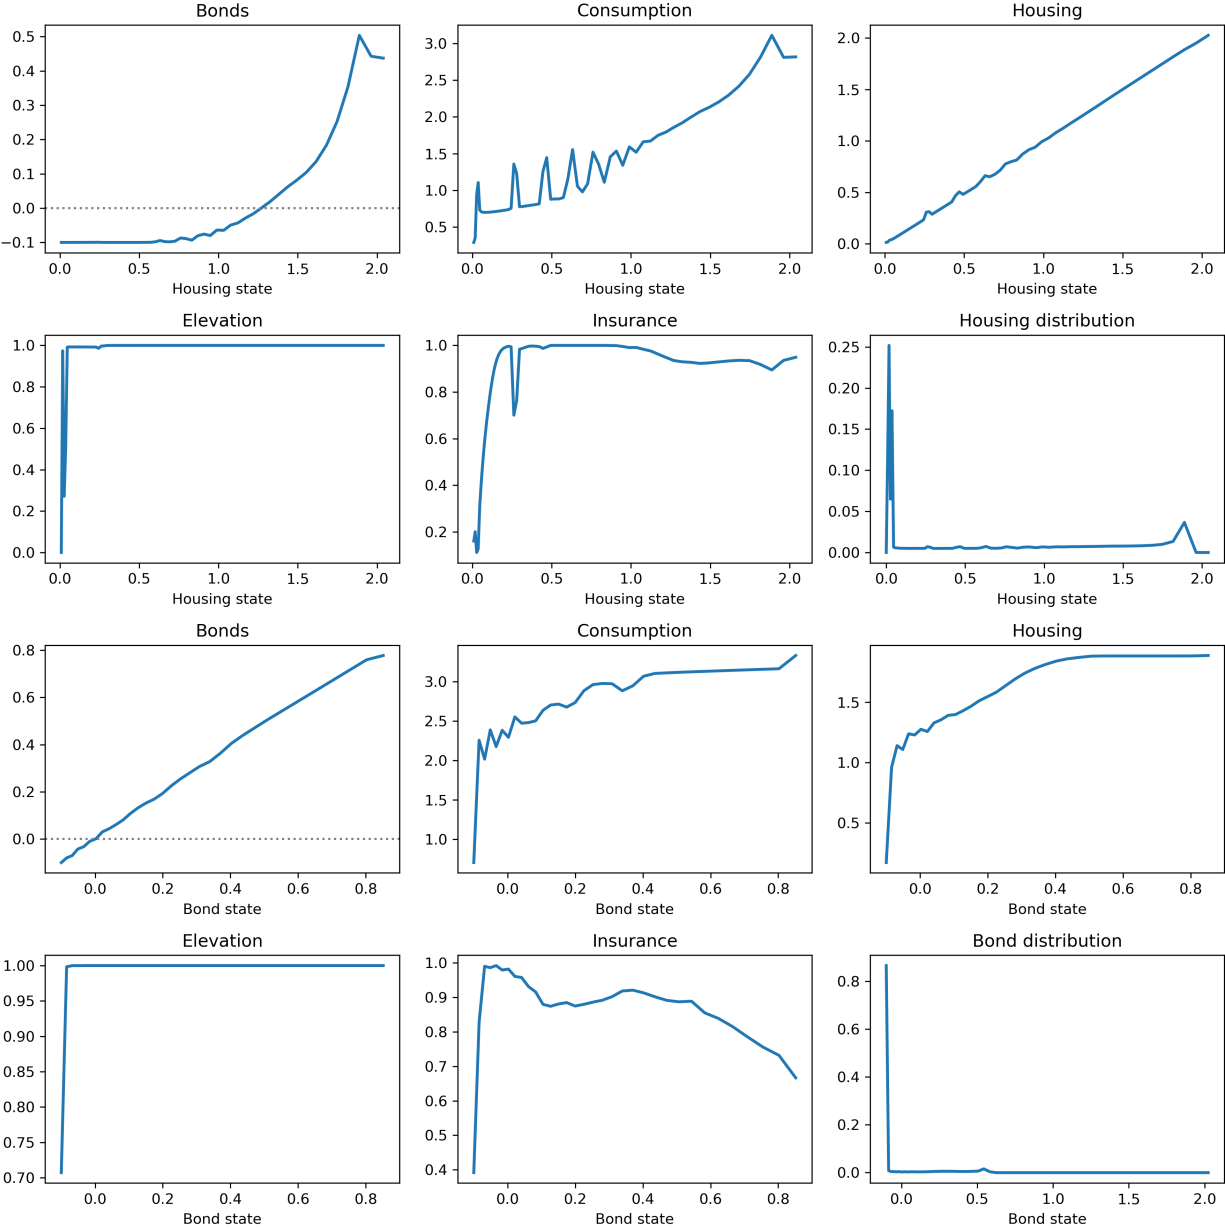 Bonds Consumption Housing
0.5
0.4
0.3
0.2
0.1
0.0
−0.1
0.0 0.5 1.0 1.5 2.0
Housing state
3.0
2.5
2.0
1.5
1.0
0.5
0.0 0.5 1.0 1.5 2.0
Housing state
2.0
1.5
1.0
0.5
0.0
0.0 0.5 1.0 1.5 2.0
Housing state
Elevation Insurance Housing distribution
1.0
0.8
0.6
0.4
0.2
0.0
0.0 0.5 1.0 1.5 2.0
Housing state
1.0
0.8
0.6
0.4
0.2
0.0 0.5 1.0 1.5 2.0
Housing state
0.25
0.20
0.15
0.10
0.05
0.00
0.0 0.5 1.0 1.5 2.0
Housing state
Bonds Consumption Housing
0.8
0.6
0.4
0.2
0.0
0.0 0.2 0.4 0.6 0.8
Bond state
3.0
2.5
2.0
1.5
1.0
0.0 0.2 0.4 0.6 0.8
Bond state
1.5
1.0
0.5
0.0 0.2 0.4 0.6 0.8
Bond state
Elevation Insurance Bond distribution
1.00
0.95
0.90
0.85
0.80
0.75
0.70
0.0 0.2 0.4 0.6 0.8
Bond state
1.0
0.9
0.8
0.7
0.6
0.5
0.4
0.0 0.2 0.4 0.6 0.8
Bond state
0.8
0.6
0.4
0.2
0.0
0.0 0.5 1.0 1.5 2.0
Bond state